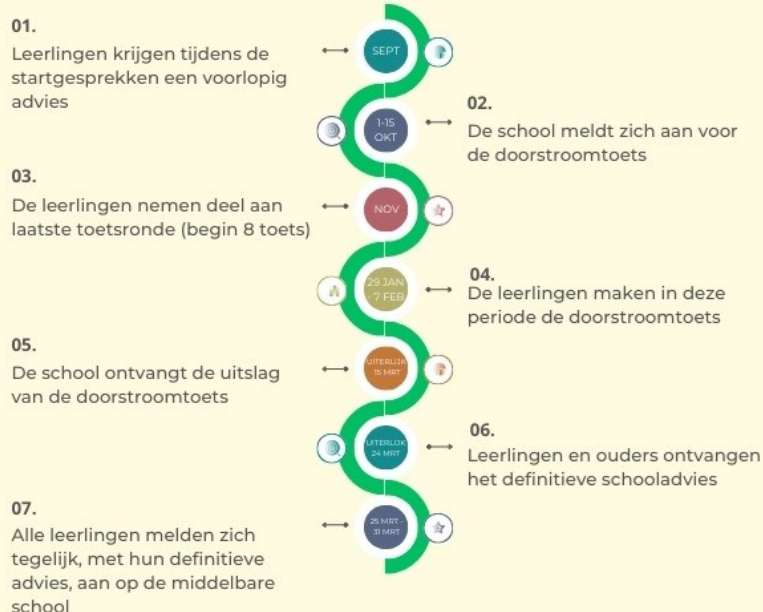 01.
Leerlingen krijgen tijdens de
startgesprekken een voorlopig
advies
SEPT
1-15
OKT
02.
De school meldt zich aan voor
de doorstroomtoets
03.
De leerlingen nemen deel aan
laatste toetsronde (begin 8 toets)
NOV
29 JAN
- 7 FEB
04.
De leerlingen maken in deze
periode de doorstroomtoets
05.
De school ontvangt de uitslag
van de doorstroomtoets
UITERLIJK
15 MRT
UITERLIJK
24 MRT
06.
Leerlingen en ouders ontvangen
het definitieve schooladvies
07.
Alle leerlingen melden zich
tegelijk, met hun definitieve
advies, aan op de middelbare
school
25 MRT -
31 MRT